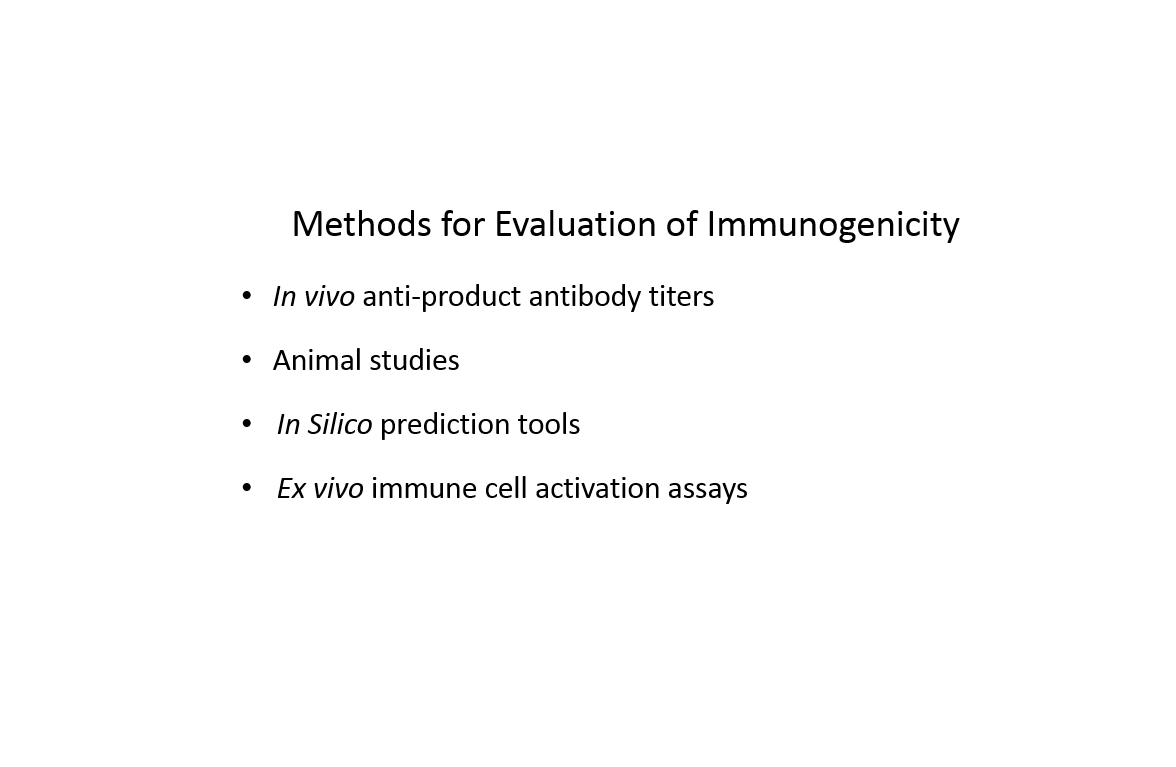 Methods for Evaluation of Immunogenicity
• In vivo anti-product antibody titers
• Animal studies
• In Silico prediction tools
• Ex vivo immune cell activation assays